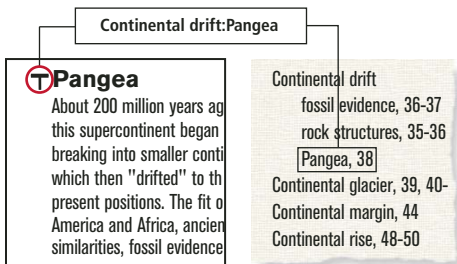 Continental drift:Pangea
Pangea
About 200 million years ag
this supercontinent began
breaking into smaller conti
which then "drifted" to th
present positions. The fit o
America and Africa, ancien
similarities, fossil evidence
Continental drift
fossil evidence, 36-37
rock structures, 35-36
Pangea, 38
Continental glacier, 39, 40-
Continental margin, 44
Continental rise, 48-50